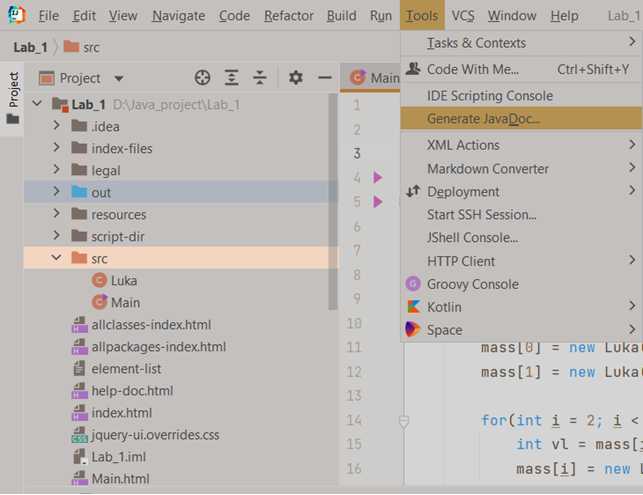 File Edit View Navigate Code Refactor Build Run Tools VCS Window Help Lab_1
Lab_1 src
Project
Project
Main
Lab_1 D:\Java_project\Lab_1
.idea
index-files
legal
out
resources
script-dir
src
Luka
Main
allclasses-index.html
allpackages-index.html
element-list
help-doc.html
index.html
jquery-ui.overrides.css
Lab_1.iml
Main.html
Tasks & Contexts
Code With Me... Ctrl+Shift+Y
IDE Scripting Console
Generate JavaDoc...
XML Actions
Markdown Converter
Deployment
Start SSH Session...
JShell Console...
HTTP Client
Groovy Console
Kotlin
Space
1
2
3
4
5
6
7
8
9
10
11 mass[0] = new Luka(
12 mass[1] = new Luka(
13
14 for(int i = 2; i <
15 int vl = mass[i
16 mass[i] = new L